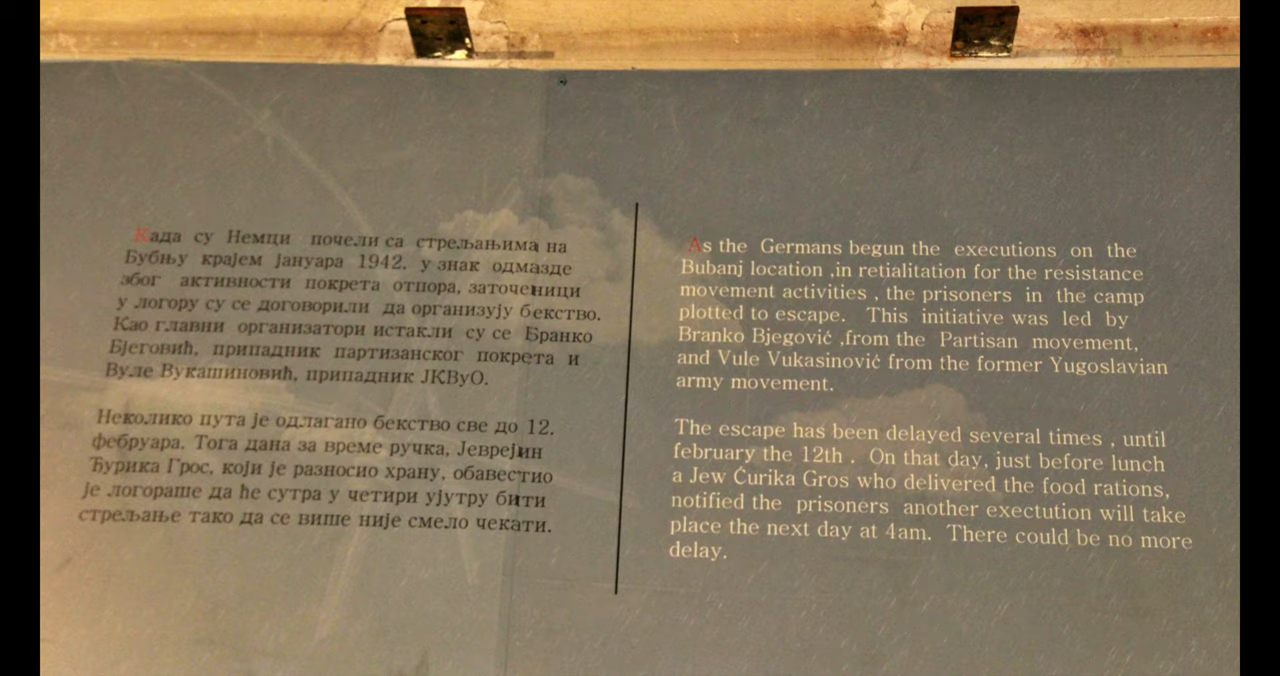 Када су Немци почели са стрељањима на
Бубњу крајем јануара 1942. у знак одмазде
због активности покрета отпора, заточеници
у логору су се договорили да организују бекство.
Као главни организатори истакли су се Бранко
Бјеговић, припадник партизанског покрета и
Вуле Вукашиновић, припадник ЈКВуО.
Неколико пута је одлагано бекство све до 12.
фебруара. Тога дана за време ручка, Јеврејин
Ђурика Грос, који је разносио храну, обавестио
је логораше да ће сутра у четири ујутру бити
стрељање тако да се више није смело чекати.
As the Germans begun the executions on the
Bubanj location ,in retialitation for the resistance
movement activities , the prisoners in the camp
plotted to escape. This initiative was led by
Branko Bjegović ,from the Partisan movement,
and Vule Vukasinović from the former Yugoslavian
army movement.
The escape has been delayed several times , until
february the 12th . On that day, just before lunch
a Jew Ćurika Gros who delivered the food rations,
notified the prisoners another exectution will take
place the next day at 4am. There could be no more
delay.